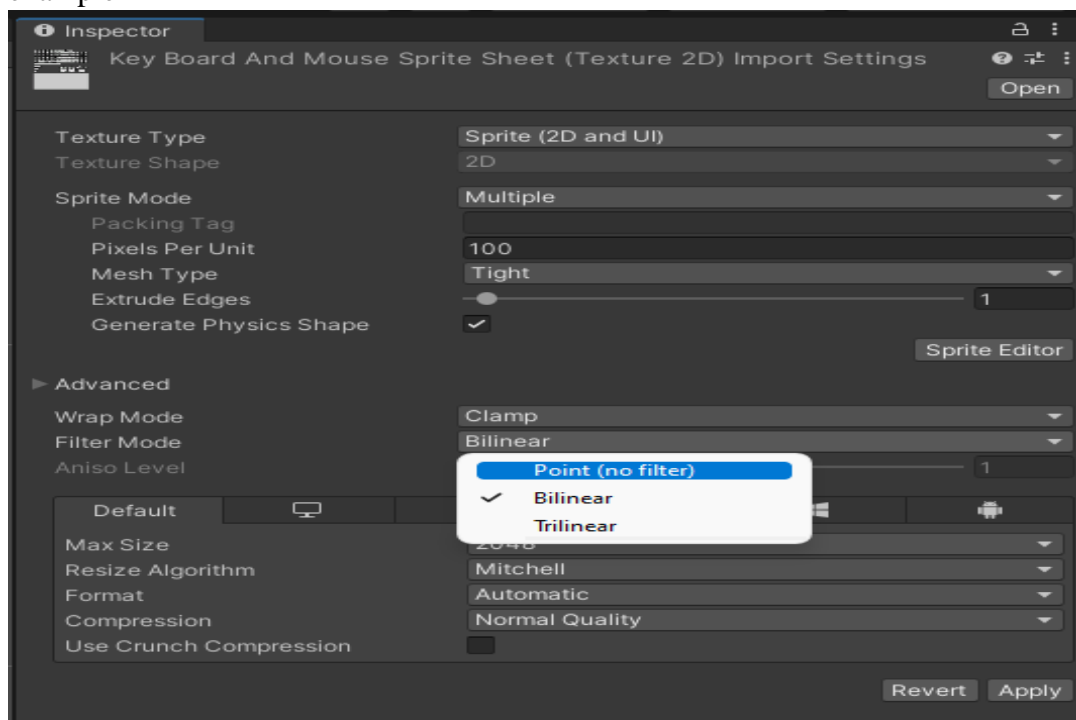 Inspector
Key Board And Mouse Sprite Sheet (Texture 2D) Import Settings
Open
Texture Type Sprite (2D and UI)
Texture Shape 2D
Sprite Mode Multiple
Packing Tag
Pixels Per Unit 100
Mesh Type Tight
Extrude Edges 1
Generate Physics Shape
Sprite Editor
Advanced
Wrap Mode Clamp
Filter Mode Bilinear
Aniso Level 1
Point (no filter)
Bilinear
Trilinear
Default
Max Size 2048
Resize Algorithm Mitchell
Format Automatic
Compression Normal Quality
Use Crunch Compression
Revert Apply